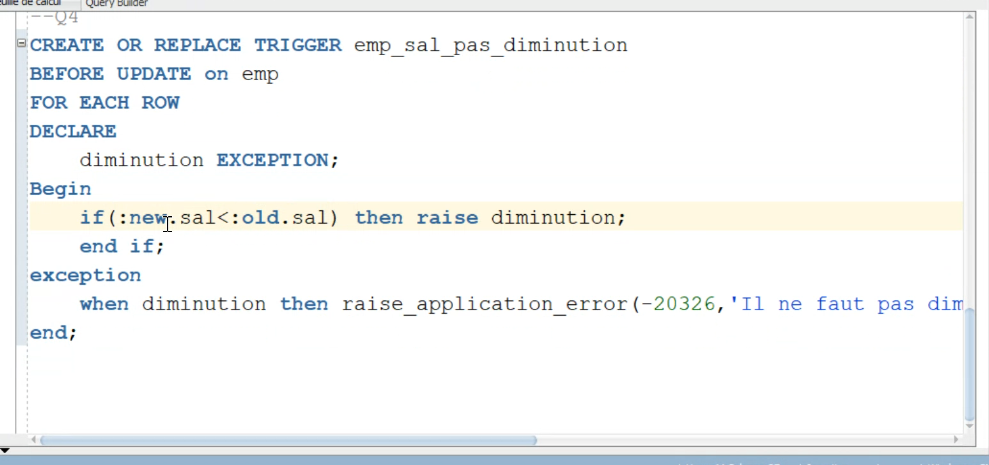 Query Builder
--Q4
CREATE OR REPLACE TRIGGER emp_sal_pas_diminution
BEFORE UPDATE on emp
FOR EACH ROW
DECLARE
diminution EXCEPTION;
Begin
if(:new.sal<:old.sal) then raise diminution;
end if;
exception
when diminution then raise_application_error(-20326,'Il ne faut pas dim
end;